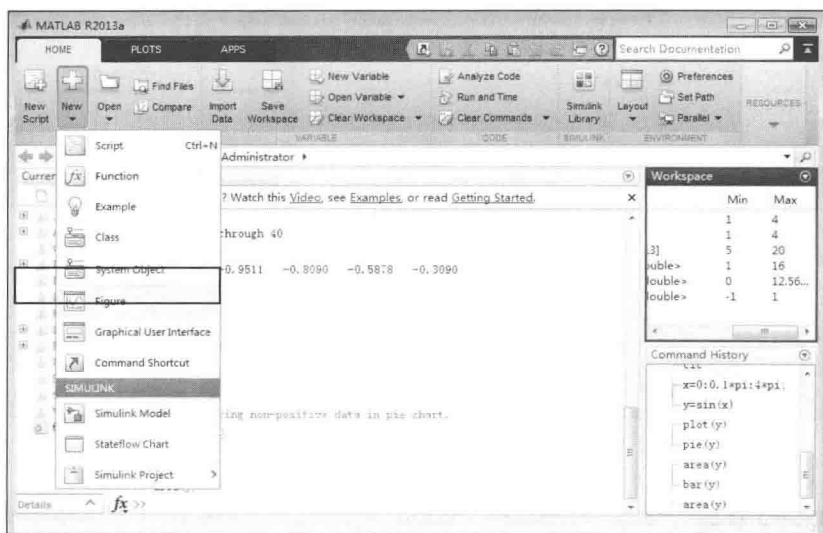 MATLAB R2013a
HOME PLOTS APPS Search Documentation
New Script
New
Open
Find Files
Compare
Import Data
Save Workspace
New Variable
Open Variable
Clear Workspace
Analyze Code
Run and Time
Clear Commands
Simulink Library
Layout
Preferences
Set Path
Parallel
RESOURCES
VARIABLE CODE SIMULINK ENVIRONMENT
Administrator
Script Ctrl+N
Function
Example
Class
System Object
Figure
Graphical User Interface
Command Shortcut
SIMULINK
Simulink Model
Stateflow Chart
Simulink Project
Details
? Watch this Video, see Examples, or read Getting Started.
through 40
-0.9511 -0.8090 -0.5878 -0.3090
non-positive data in pie chart.
fx >>
Workspace
Min Max
1 4
1 4
5 20
1 16
0 12.56...
-1 1
Command History
clc
x=0:0.1*pi:4*pi;
y=sin(x)
plot(y)
pie(y)
area(y)
bar(y)
area(y)